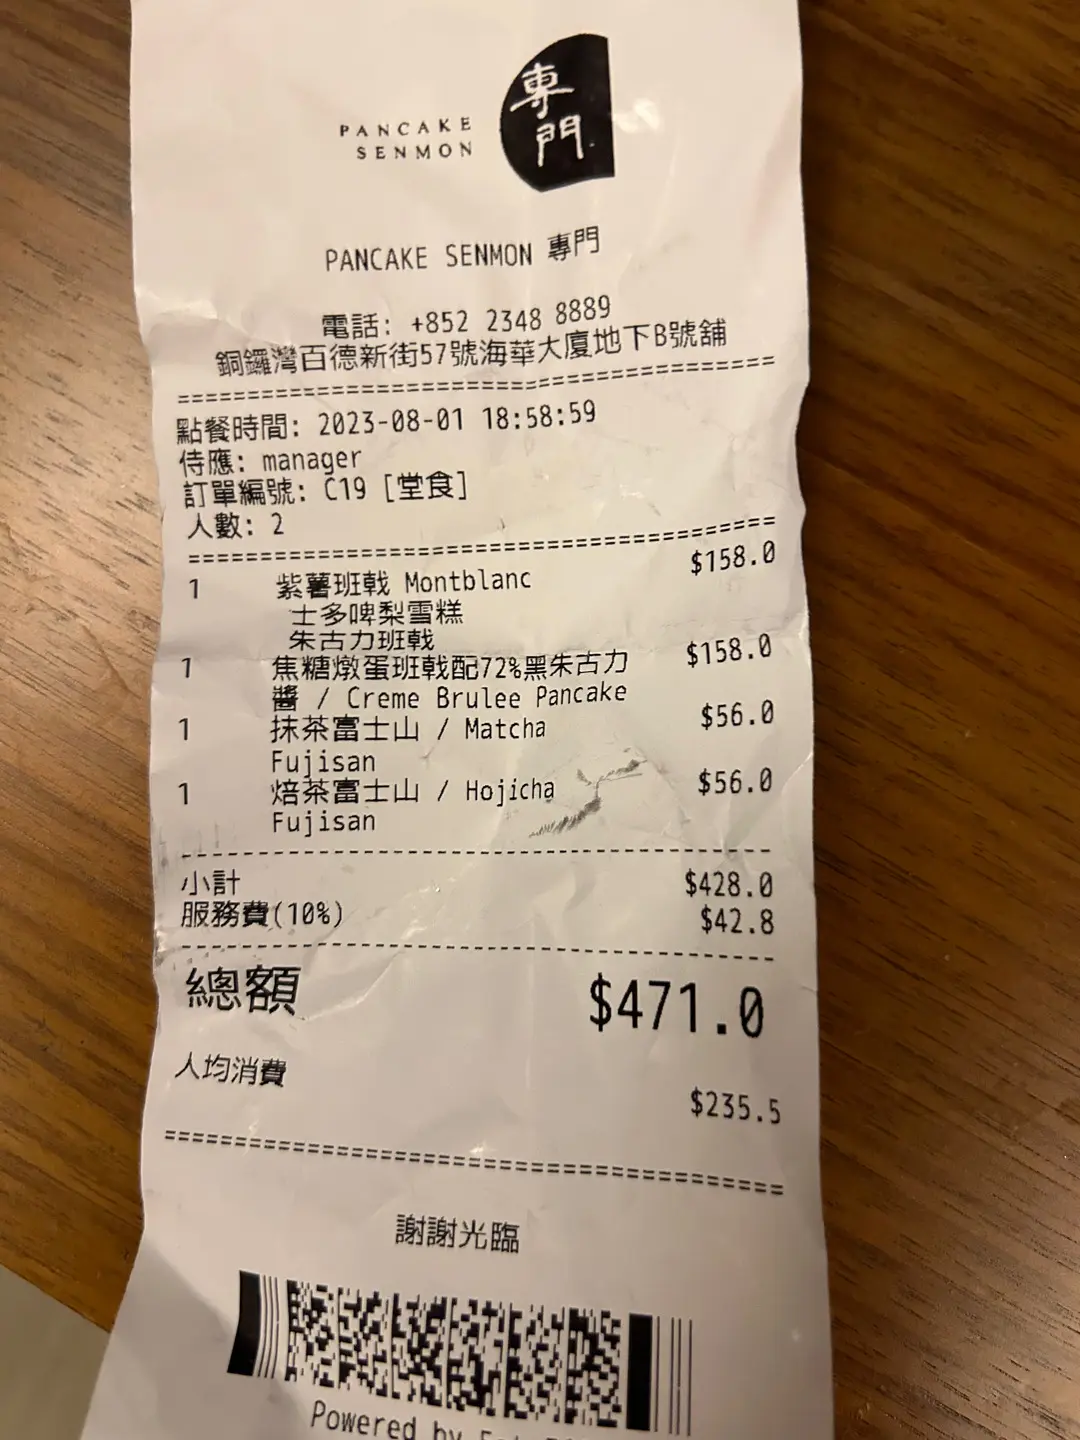 專
門
PANCAKE
SENMON
PANCAKE SENMON 專門
電話: +852 2348 8889
銅鑼灣百德新街57號海華大廈地下B號舖
===========================================
點餐時間: 2023-08-01 18:58:59
侍應: manager
訂單編號: C19 [堂食]
人數: 2
===========================================
1 紫薯班戟 Montblanc $158.0
士多啤梨雪糕
朱古力班戟
1 焦糖燉蛋班戟配72%黑朱古力 $158.0
醬 / Creme Brulee Pancake
1 抹茶富士山 / Matcha $56.0
Fujisan
1 焙茶富士山 / Hojicha $56.0
Fujisan
-------------------------------------------
小計 $428.0
服務費(10%) $42.8
-------------------------------------------
總額 $471.0
人均消費 $235.5
===========================================
謝謝光臨
Powered by